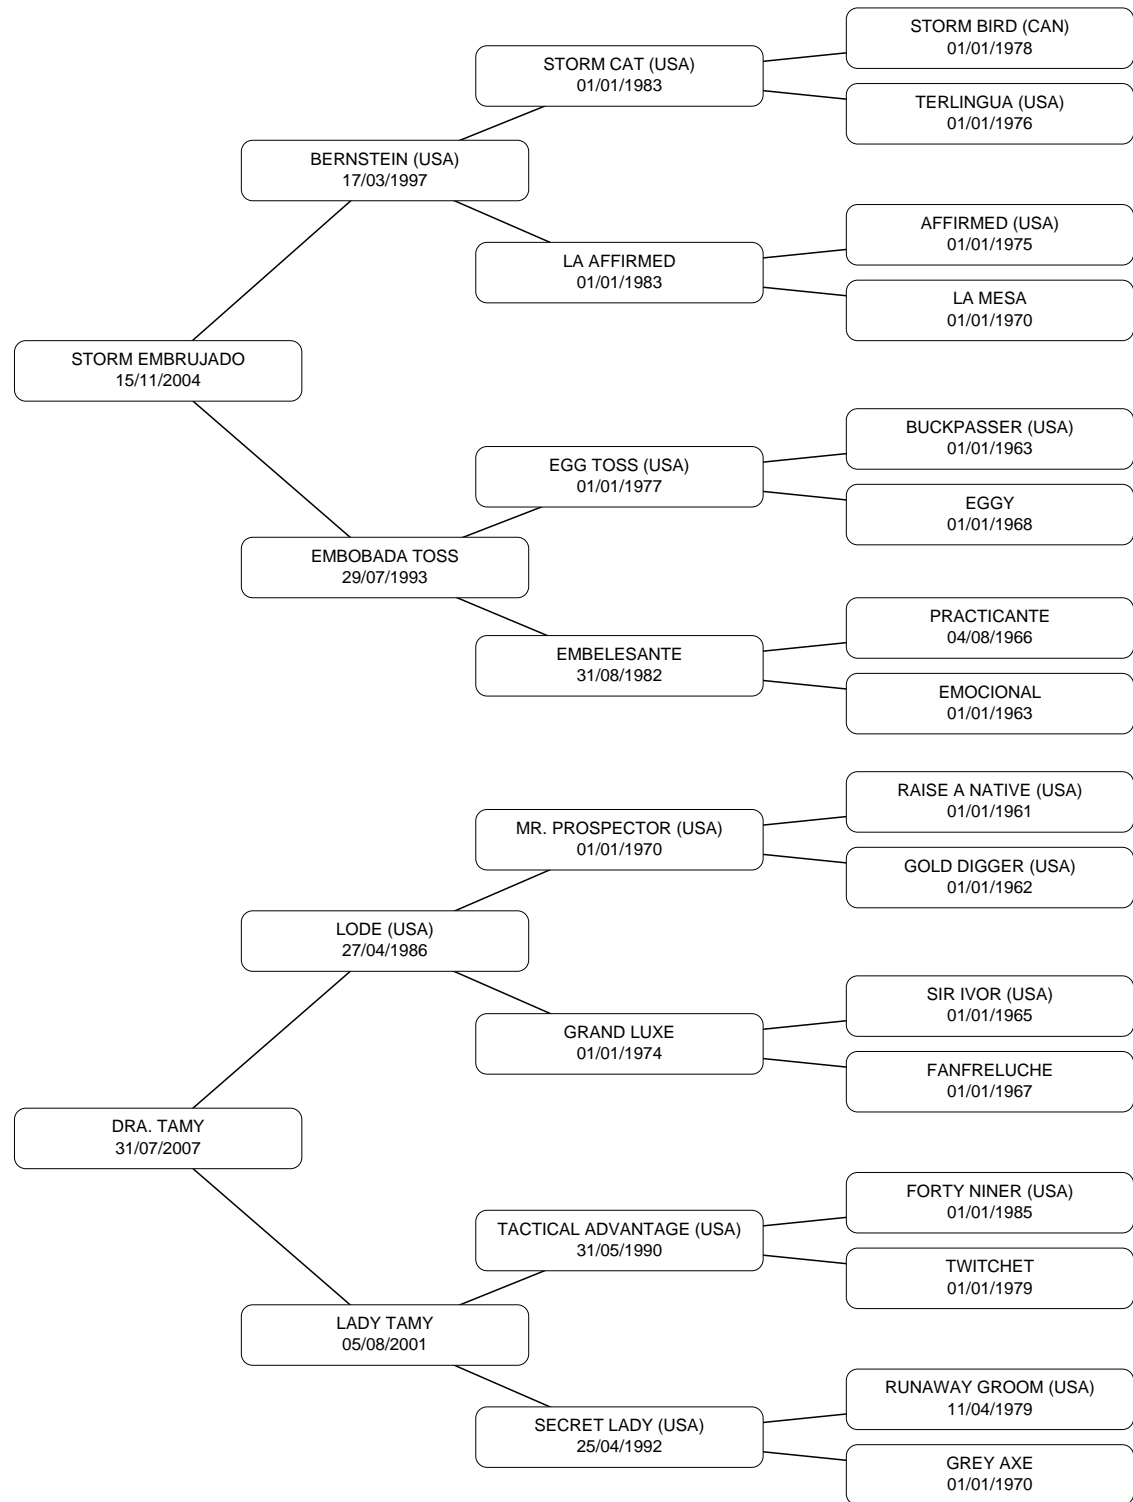 STORM BIRD (CAN)
01/01/1978
STORM CAT (USA)
01/01/1983
TERLINGUA (USA)
01/01/1976
BERNSTEIN (USA)
17/03/1997
AFFIRMED (USA)
01/01/1975
LA AFFIRMED
01/01/1983
LA MESA
01/01/1970
STORM EMBRUJADO
15/11/2004
BUCKPASSER (USA)
01/01/1963
EGG TOSS (USA)
01/01/1977
EGGY
01/01/1968
EMBOBADA TOSS
29/07/1993
PRACTICANTE
04/08/1966
EMBELESANTE
31/08/1982
EMOCIONAL
01/01/1963
RAISE A NATIVE (USA)
01/01/1961
MR. PROSPECTOR (USA)
01/01/1970
GOLD DIGGER (USA)
01/01/1962
LODE (USA)
27/04/1986
SIR IVOR (USA)
01/01/1965
GRAND LUXE
01/01/1974
FANFRELUCHE
01/01/1967
DRA. TAMY
31/07/2007
FORTY NINER (USA)
01/01/1985
TACTICAL ADVANTAGE (USA)
31/05/1990
TWITCHET
01/01/1979
LADY TAMY
05/08/2001
RUNAWAY GROOM (USA)
11/04/1979
SECRET LADY (USA)
25/04/1992
GREY AXE
01/01/1970